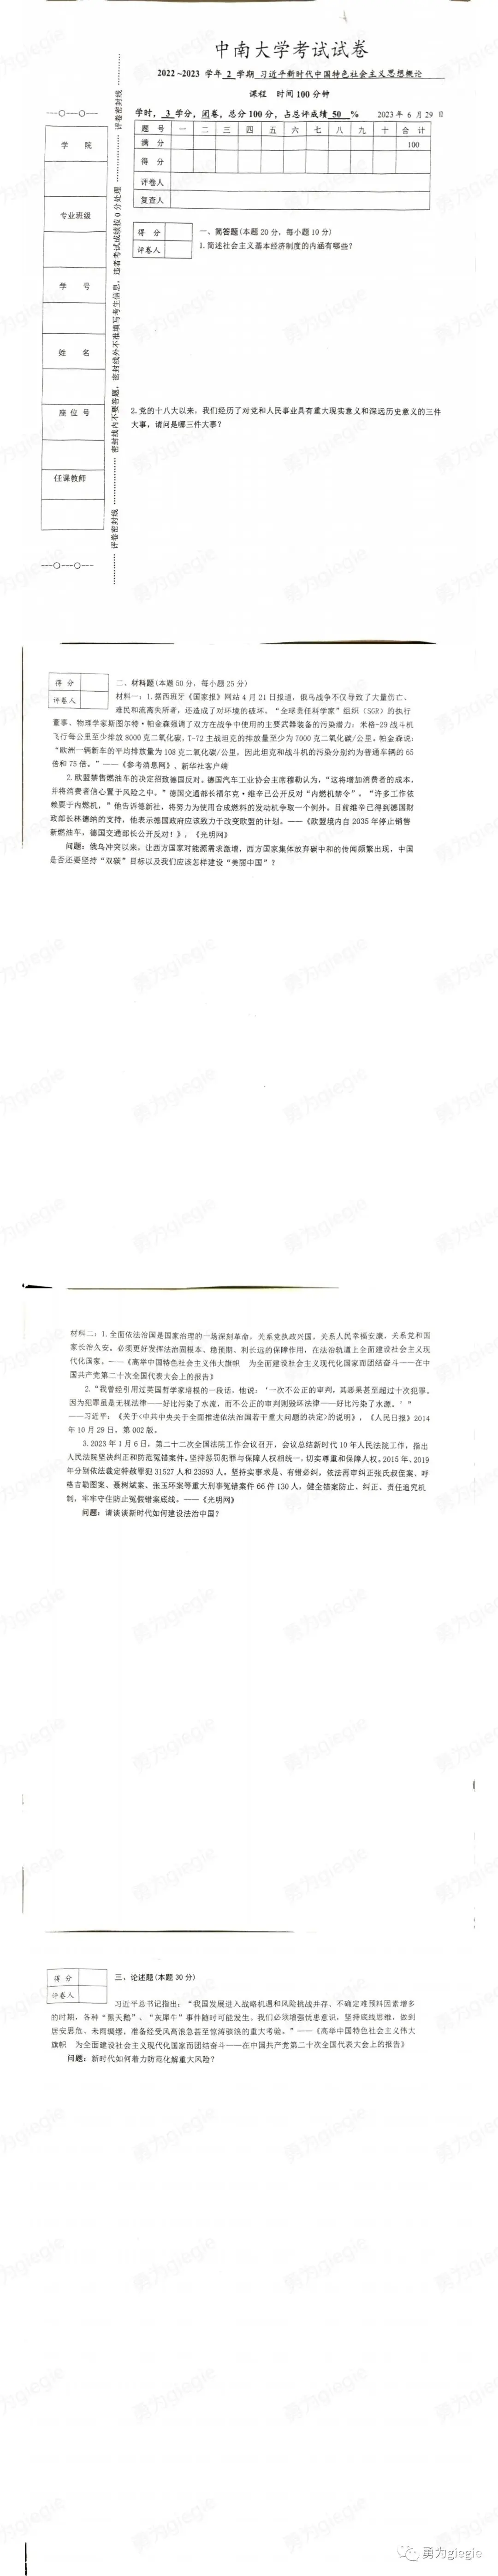 中南大学考试试卷
2022~2023 学年 2 学期 习近平新时代中国特色社会主义思想概论
课程 时间100分钟
学时, 3 学分, 闭卷, 总分100分, 占总评成绩 50 % 2023年6月29日
题号 一 二 三 四 五 六 七 八 九 十 合计
满分 100
得分
评卷人
复查人
学院
专业班级
学号
姓名
座位号
任课教师
评卷密封线 密封线内不要答题,密封线外不准填写考生信息,违者考试成绩按0分处理 评卷密封线
得分
评卷人
一、简答题(本题20分,每小题10分)
1.简述社会主义基本经济制度的内涵有哪些?
2.党的十八大以来,我们经历了对党和人民事业具有重大现实意义和深远历史意义的三件
大事,请问是哪三件大事?
得分
评卷人
二、材料题(本题50分,每小题25分)
材料一:1.据西班牙《国家报》网站4月21日报道,俄乌战争不仅导致了大量伤亡、
难民和流离失所者,还造成了对环境的破坏。“全球责任科学家”组织(SGR)的执行
董事、物理学家斯图尔特·帕金森强调了双方在战争中使用的主要武器装备的污染潜力:米格-29战斗机
飞行每公里至少排放8000克二氧化碳,T-72主战坦克的排放量至少为7000克二氧化碳/公里。帕金森说:
“欧洲一辆新车的平均排放量为108克二氧化碳/公里,因此坦克和战斗机的污染分别约为普通车辆的65
倍和75倍。”——《参考消息网》、新华社客户端
2.欧盟禁售燃油车的决定招致德国反对。德国汽车工业协会主席穆勒认为,“这将增加消费者的成本,
并将消费者信心置于风险之中。”德国交通部长福尔克·维辛已公开反对“内燃机禁令”。“许多工作依
赖要于内燃机,”他告诉德新社,将努力为使用合成燃料的发动机争取一个例外。目前维辛已得到德国财
政部长林德纳的支持,他表示德国政府应该致力于改变欧盟的计划。——《欧盟境内自2035年停止销售
新燃油车,德国交通部长公开反对!》,《光明网》
问题:俄乌冲突以来,让西方国家对能源需求激增,西方国家集体放弃碳中和的传闻频繁出现,中国
是否还要坚持“双碳”目标以及我们应该怎样建设“美丽中国”?
材料二:1.全面依法治国是国家治理的一场深刻革命,关系党执政兴国,关系人民幸福安康,关系党和国
家长治久安。必须更好发挥法治固根本、稳预期、利长远的保障作用,在法治轨道上全面建设社会主义现
代化国家。——《高举中国特色社会主义伟大旗帜 为全面建设社会主义现代化国家而团结奋斗——在中
国共产党第二十次全国代表大会上的报告》
2.“我曾经引用过英国哲学家培根的一段话,他说:‘一次不公正的审判,其恶果甚至超过十次犯罪。
因为犯罪虽是无视法律——好比污染了水流,而不公正的审判则毁坏法律——好比污染了水源。’”
——习近平:《关于〈中共中央关于全面推进依法治国若干重大问题的决定〉的说明》,《人民日报》2014
年10月29日,第002版。
3.2023年1月6日,第二十二次全国法院工作会议召开,会议总结新时代10年人民法院工作,指出
人民法院坚决纠正和防范冤错案件。坚持惩罚犯罪与保障人权相统一,切实尊重和保障人权。2015年、2019
年分别依法裁定特赦罪犯31527人和23593人。坚持实事求是、有错必纠,依法再审纠正张氏叔侄案、呼
格吉勒图案、聂树斌案、张玉环案等重大刑事冤错案件66件130人,健全错案防止、纠正、责任追究机
制,牢牢守住防止冤假错案底线。——《光明网》
问题:请谈谈新时代如何建设法治中国?
得分
评卷人
三、论述题(本题30分)
习近平总书记指出:“我国发展进入战略机遇和风险挑战并存、不确定难预料因素增多
的时期,各种“黑天鹅”、“灰犀牛”事件随时可能发生。我们必须增强忧患意识,坚持底线思维,做到
居安思危、未雨绸缪,准备经受风高浪急甚至惊涛骇浪的重大考验。”——《高举中国特色社会主义伟大
旗帜 为全面建设社会主义现代化国家而团结奋斗——在中国共产党第二十次全国代表大会上的报告》
问题:新时代如何着力防范化解重大风险?
勇为giegie